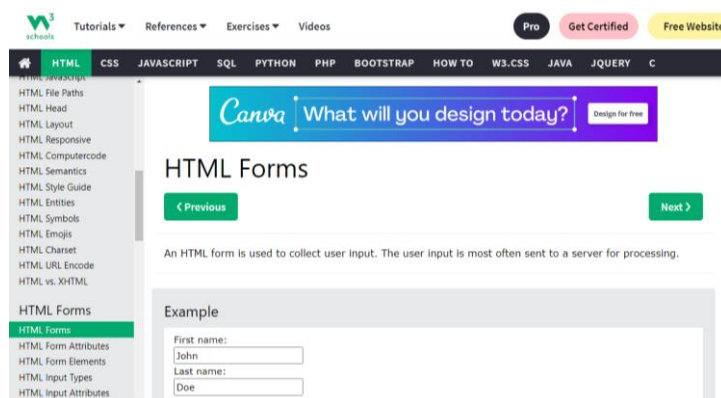 3
schools
Tutorials
References
Exercises
Videos
Pro
Get Certified
Free Website
HTML
CSS
JAVASCRIPT
SQL
PYTHON
PHP
BOOTSTRAP
HOW TO
W3.CSS
JAVA
JQUERY
C
HTML JavaScript
HTML File Paths
HTML Head
HTML Layout
HTML Responsive
HTML Computercode
HTML Semantics
HTML Style Guide
HTML Entities
HTML Symbols
HTML Emojis
HTML Charset
HTML URL Encode
HTML vs. XHTML
HTML Forms
HTML Forms
HTML Form Attributes
HTML Form Elements
HTML Input Types
HTML Input Attributes
Canva
What will you design today?
Design for free
HTML Forms
❮ Previous
Next ❯
An HTML form is used to collect user input. The user input is most often sent to a server for processing.
Example
First name:
John
Last name:
Doe